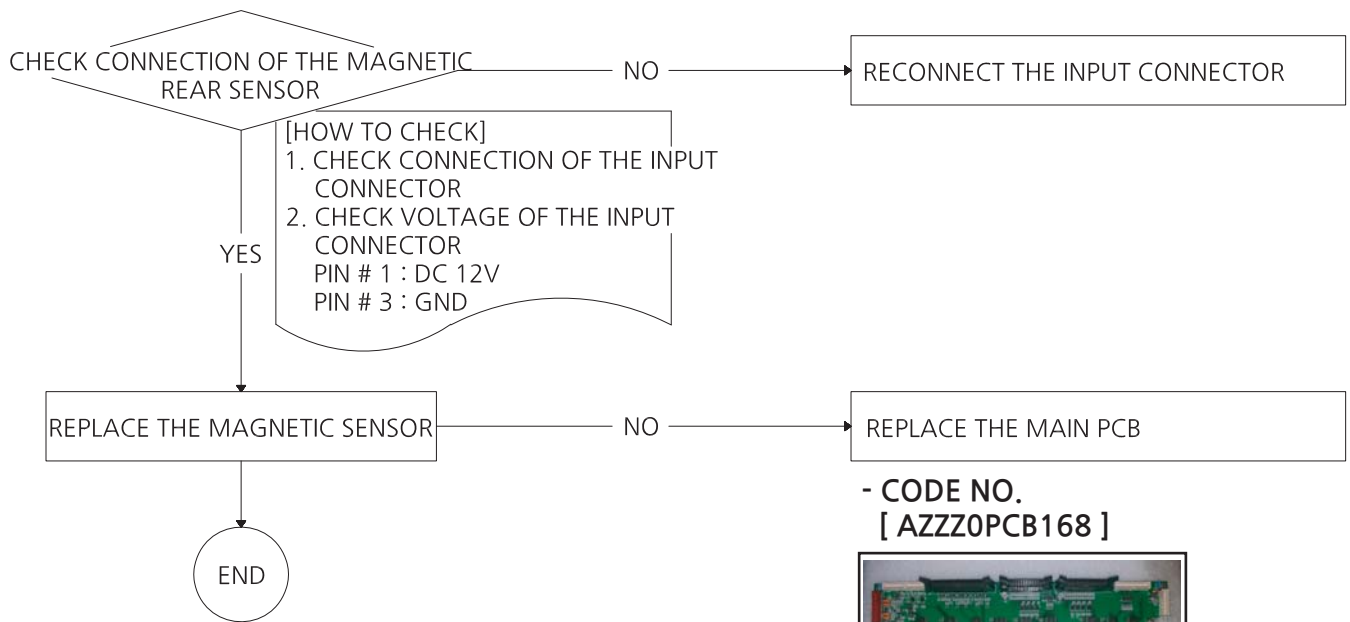 CHECK CONNECTION OF THE MAGNETIC
REAR SENSOR
NO
RECONNECT THE INPUT CONNECTOR
[HOW TO CHECK]
1. CHECK CONNECTION OF THE INPUT
CONNECTOR
2. CHECK VOLTAGE OF THE INPUT
CONNECTOR
PIN # 1 : DC 12V
PIN # 3 : GND
YES
REPLACE THE MAGNETIC SENSOR
NO
REPLACE THE MAIN PCB
- CODE NO.
[ AZZZ0PCB168 ]
END